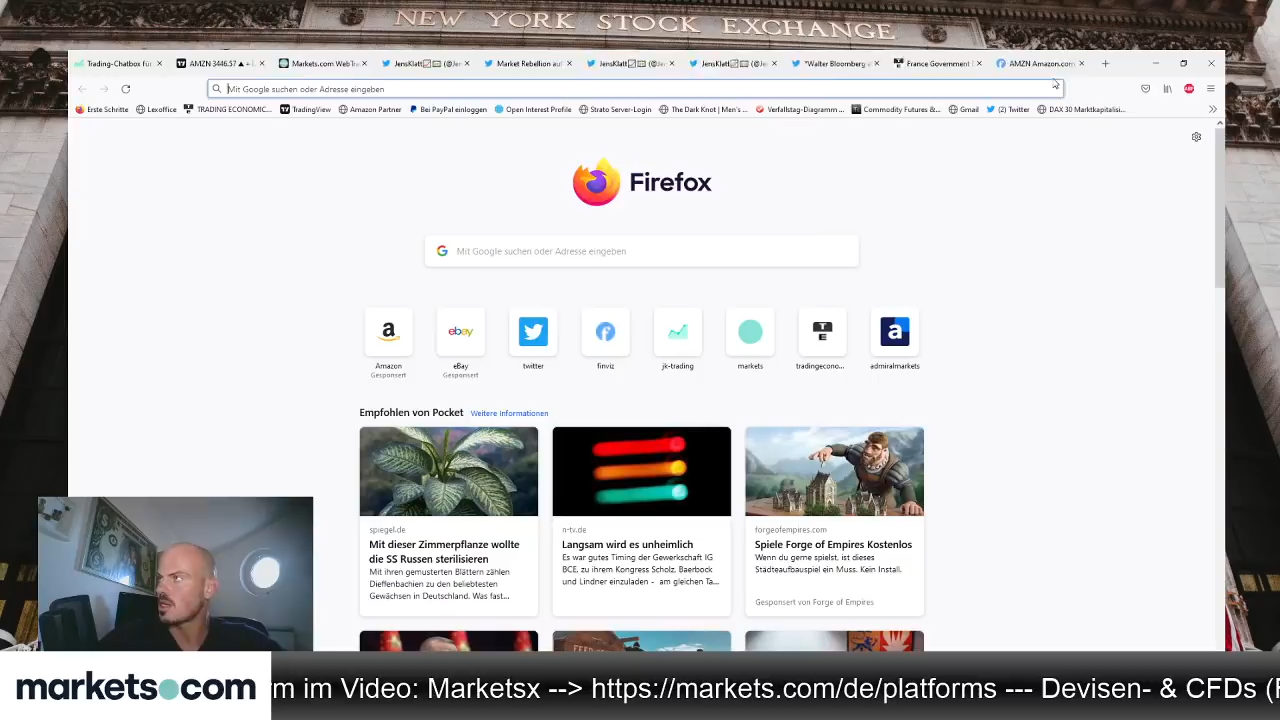 NEW YORK STOCK EXCHANGE
Trading-Chatbox für
AMZN 3446.57 ▲ +
Markets.com WebTr
JensKlatt
Market Rebellion auf
JensKlatt
JensKlatt
"Walter Bloomberg
France Government
AMZN Amazon.com
Mit Google suchen oder Adresse eingeben
Erste Schritte
Lexoffice
TRADING ECONOMIC...
TradingView
Amazon Partner
Bei PayPal einloggen
Open Interest Profile
Strato Server-Login
The Dark Knot | Men's ...
Verfallstag-Diagramm ...
Commodity Futures &...
Gmail
(2) Twitter
DAX 30 Marktkapitalisi...
Firefox
Mit Google suchen oder Adresse eingeben
Amazon
Gesponsert
eBay
Gesponsert
twitter
finviz
jk-trading
markets
tradingecono...
admiralmarkets
Empfohlen von Pocket Weitere Informationen
spiegel.de
Mit dieser Zimmerpflanze wollte
die SS Russen sterilisieren
Mit ihren gemusterten Blättern zählen
Dieffenbachien zu den beliebtesten
Gewächsen in Deutschland. Was fast...
n-tv.de
Langsam wird es unheimlich
Es war gutes Timing der Gewerkschaft IG
BCE, zu ihrem Kongress Scholz, Baerbock
und Lindner einzuladen - am gleichen Ta...
forgeofempires.com
Spiele Forge of Empires Kostenlos
Wenn du gerne spielst, ist dieses
Städteaufbauspiel ein Muss. Kein Install.
Gesponsert von Forge of Empires
markets.com
rm im Video: Marketsx --> https://markets.com/de/platforms --- Devisen- & CFDs (